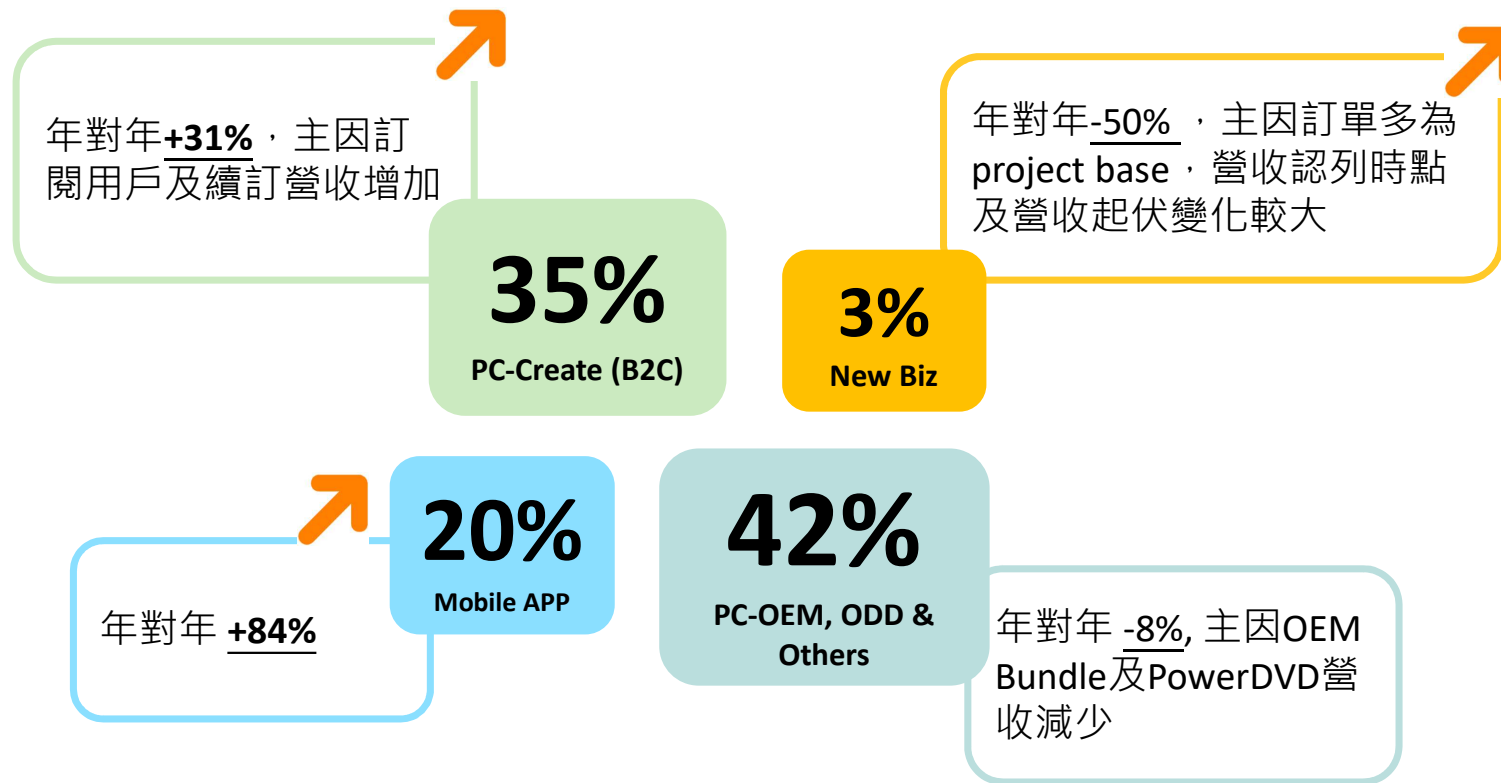 年對年+31%，主因訂
閱用戶及續訂營收增加
35%
PC-Create (B2C)
年對年-50% ，主因訂單多為
project base，營收認列時點
及營收起伏變化較大
3%
New Biz
20%
Mobile APP
年對年 +84%
42%
PC-OEM, ODD &
Others
年對年 -8%, 主因OEM
Bundle及PowerDVD營
收減少